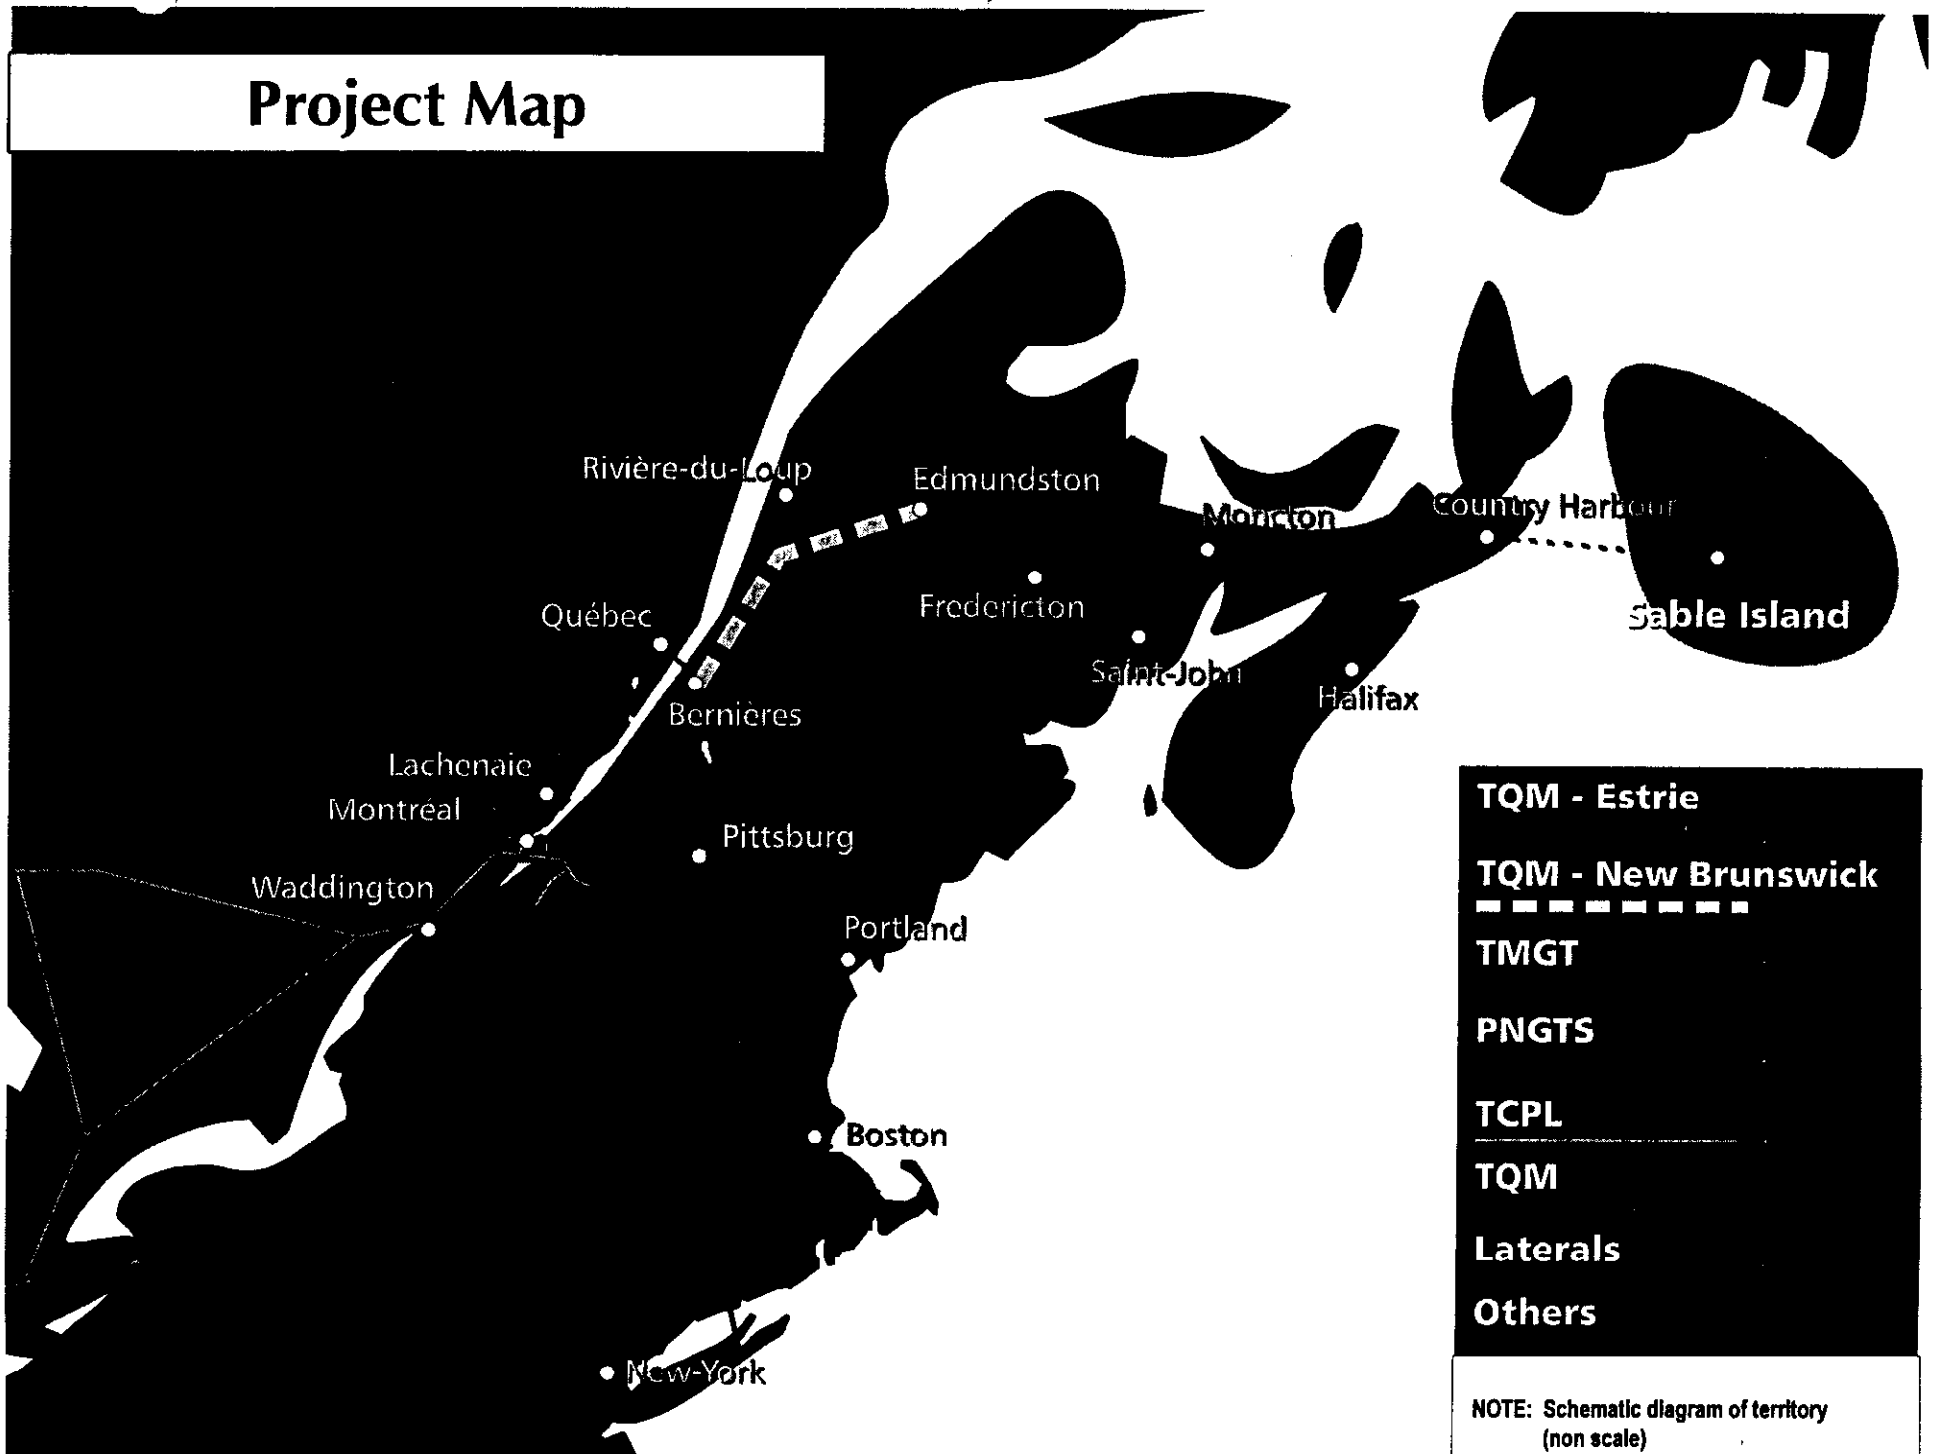 Project Map
Rivière-du-Loup
Edmundston
Moncton
Country Harbour
Québec
Fredericton
Sable Island
Saint-John
Halifax
Bernières
Lachenaie
Montréal
Pittsburg
Waddington
Portland
Boston
New-York
TQM - Estrie
TQM - New Brunswick
TMGT
PNGTS
TCPL
TQM
Laterals
Others
NOTE: Schematic diagram of territory
(non scale)